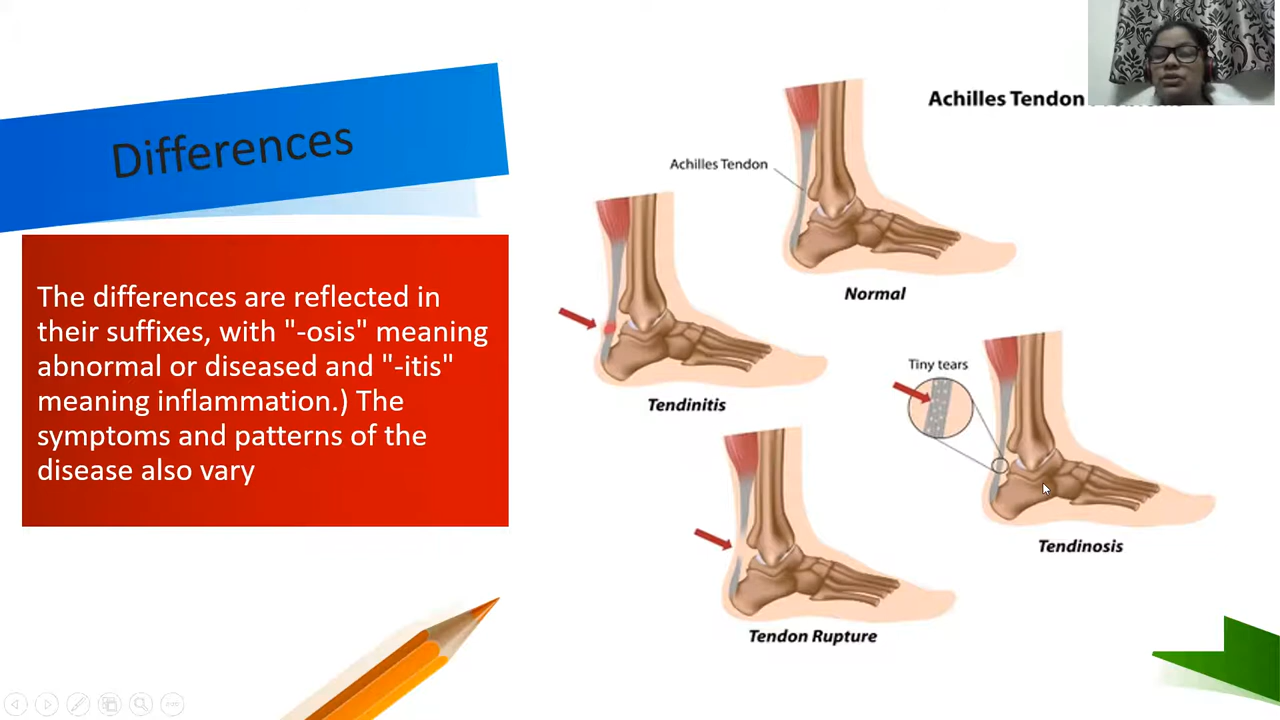 Differences
The differences are reflected in
their suffixes, with "-osis" meaning
abnormal or diseased and "-itis"
meaning inflammation.) The
symptoms and patterns of the
disease also vary
Achilles Tendon
Achilles Tendon
Normal
Tendinitis
Tiny tears
Tendinosis
Tendon Rupture